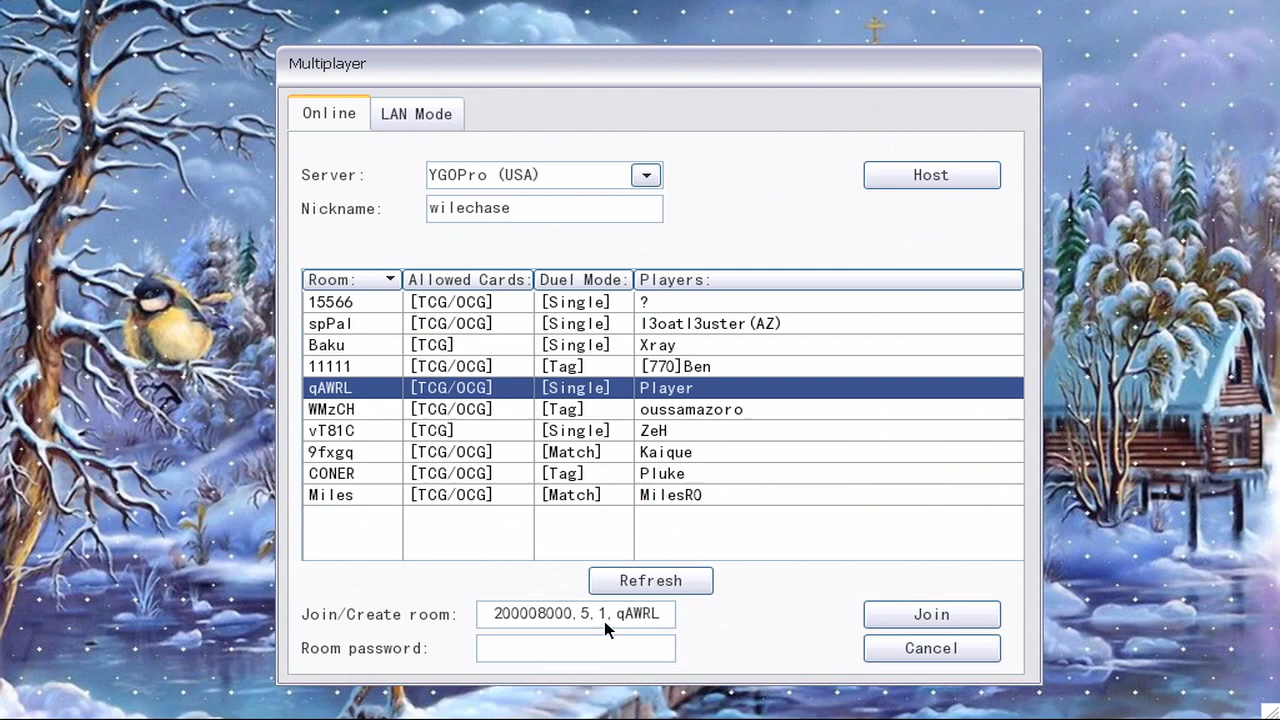 Multiplayer
Online LAN Mode
Server: YGOPro (USA) Host
Nickname: wilechase
Room: Allowed Cards: Duel Mode: Players:
15566 [TCG/OCG] [Single] ?
spPal [TCG/OCG] [Single] l3oatl3uster(AZ)
Baku [TCG] [Single] Xray
11111 [TCG/OCG] [Tag] [770]Ben
qAWRL [TCG/OCG] [Single] Player
WMzCH [TCG/OCG] [Tag] oussamazoro
vT81C [TCG] [Single] ZeH
9fxgq [TCG/OCG] [Match] Kaique
CONER [TCG/OCG] [Tag] Pluke
Miles [TCG/OCG] [Match] MilesRO
Refresh
Join/Create room: 200008000,5,1,qAWRL Join
Room password: Cancel